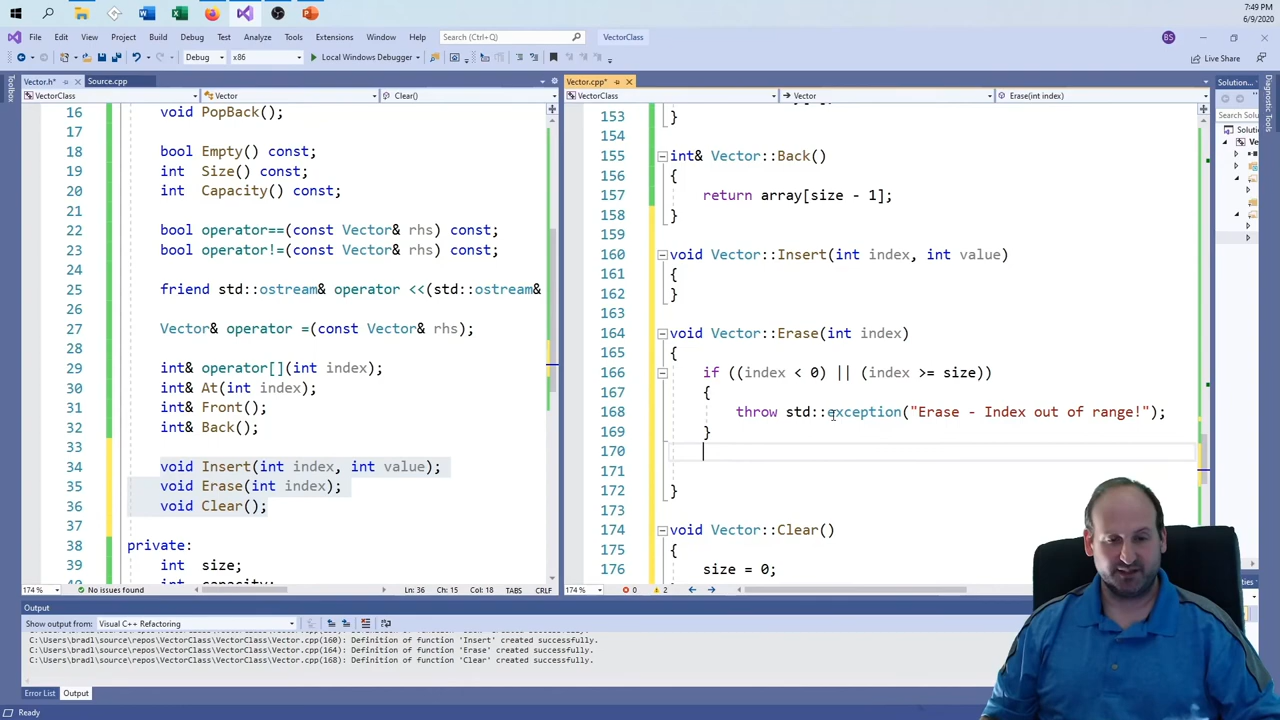 7:49 PM
6/9/2020
File Edit View Project Build Debug Test Analyze Tools Extensions Window Help Search (Ctrl+Q) VectorClass BS
Debug x86 Local Windows Debugger Live Share
Toolbox
Vector.h* Source.cpp
VectorClass Vector Clear()
16 void PopBack();
17
18 bool Empty() const;
19 int Size() const;
20 int Capacity() const;
21
22 bool operator==(const Vector& rhs) const;
23 bool operator!=(const Vector& rhs) const;
24
25 friend std::ostream& operator <<(std::ostream&
26
27 Vector& operator =(const Vector& rhs);
28
29 int& operator[](int index);
30 int& At(int index);
31 int& Front();
32 int& Back();
33
34 void Insert(int index, int value);
35 void Erase(int index);
36 void Clear();
37
38 private:
39 int size;
174 % No issues found Ln: 36 Ch: 15 Col: 18 TABS CRLF
Vector.cpp*
VectorClass Vector Erase(int index)
153 }
154
155 int& Vector::Back()
156 {
157 return array[size - 1];
158 }
159
160 void Vector::Insert(int index, int value)
161 {
162 }
163
164 void Vector::Erase(int index)
165 {
166 if ((index < 0) || (index >= size))
167 {
168 throw std::exception("Erase - Index out of range!");
169 }
170
171
172 }
173
174 void Vector::Clear()
175 {
176 size = 0;
174 % 0 2
Solution...
Search Solu
Diagnostic Tools
Output
Show output from: Visual C++ Refactoring
C:\Users\bradl\source\repos\VectorClass\VectorClass\Vector.cpp(160): Definition of function 'Insert' created successfully.
C:\Users\bradl\source\repos\VectorClass\VectorClass\Vector.cpp(164): Definition of function 'Erase' created successfully.
C:\Users\bradl\source\repos\VectorClass\VectorClass\Vector.cpp(168): Definition of function 'Clear' created successfully.
Error List Output
Ready